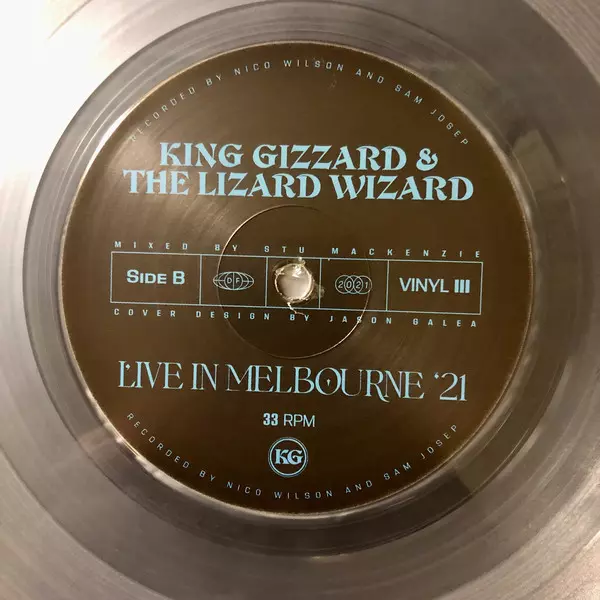 RECORDED BY NICO WILSON AND SAM JOSEP
KING GIZZARD &
THE LIZARD WIZARD
MIXED BY STU MACKENZIE
SIDE B
DF
2021
VINYL III
COVER DESIGN BY JASON GALEA
LIVE IN MELBOURNE '21
33 RPM
KG
RECORDED BY NICO WILSON AND SAM JOSEP